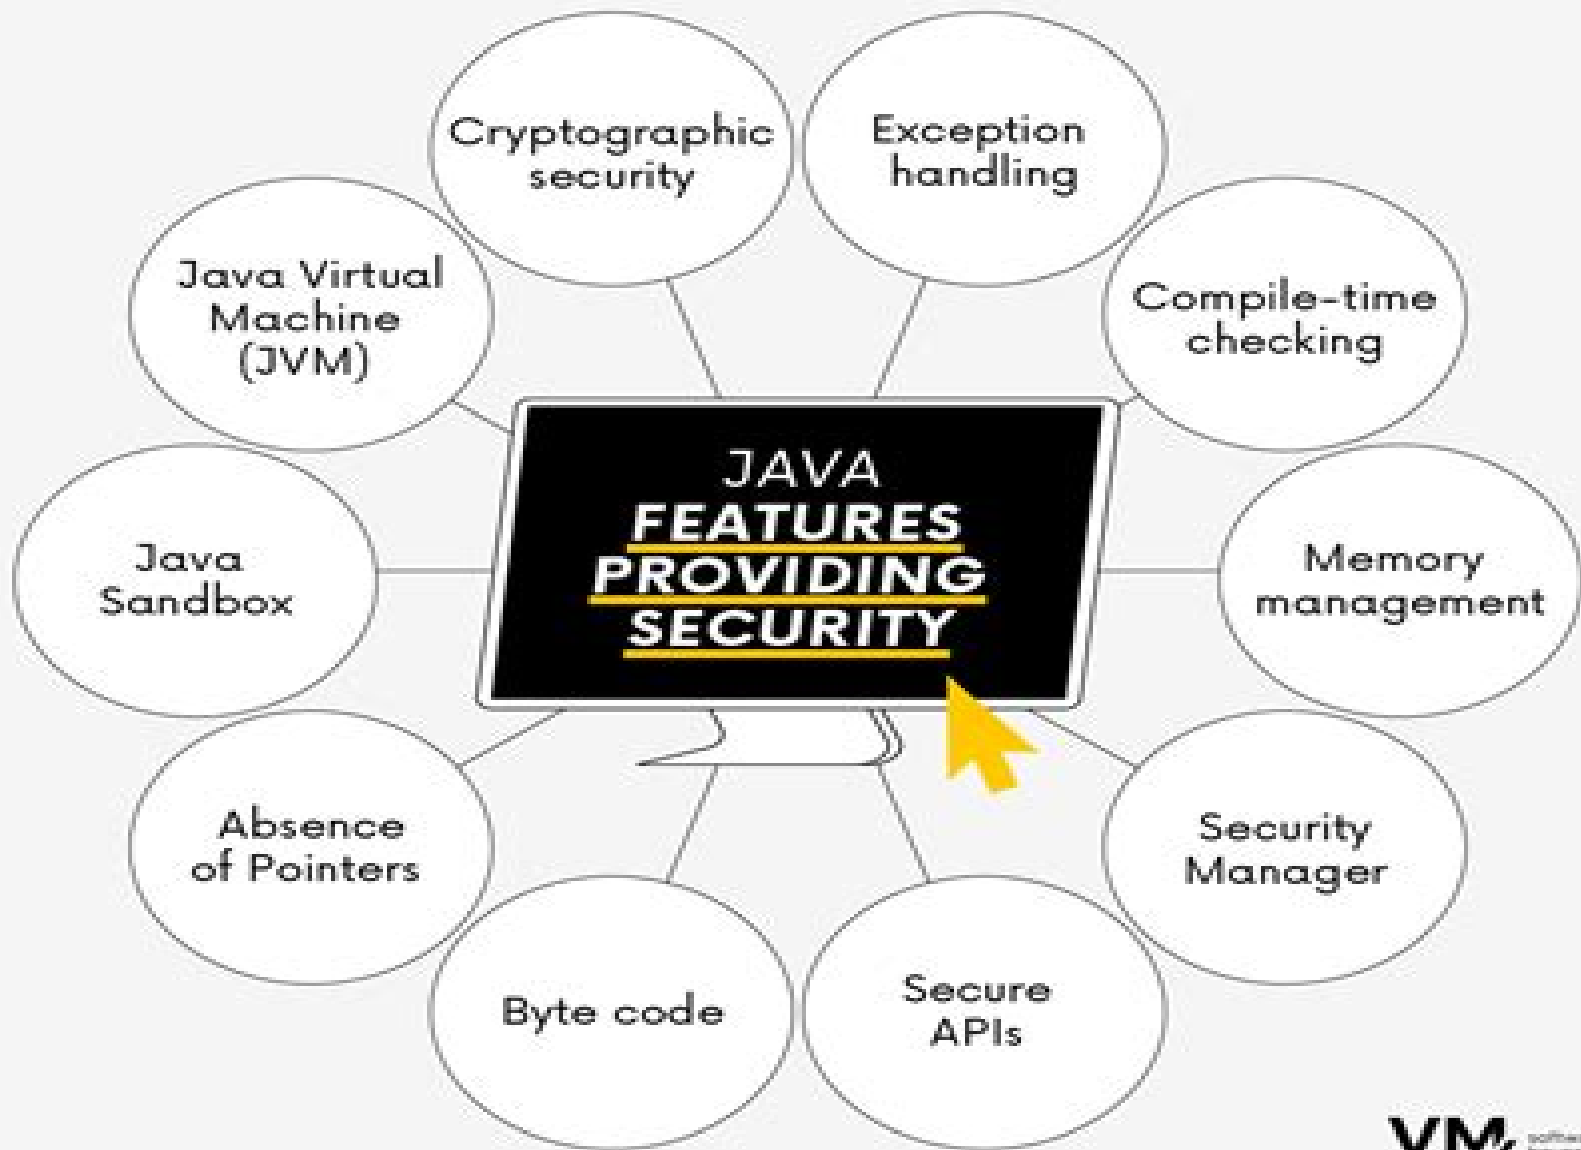 Cryptographic
security
Exception
handling
Java Virtual
Machine
(JVM)
Compile-time
checking
JAVA
FEATURES
PROVIDING
SECURITY
Java
Sandbox
Memory
management
Absence
of Pointers
Security
Manager
Byte code
Secure
APIs
VM